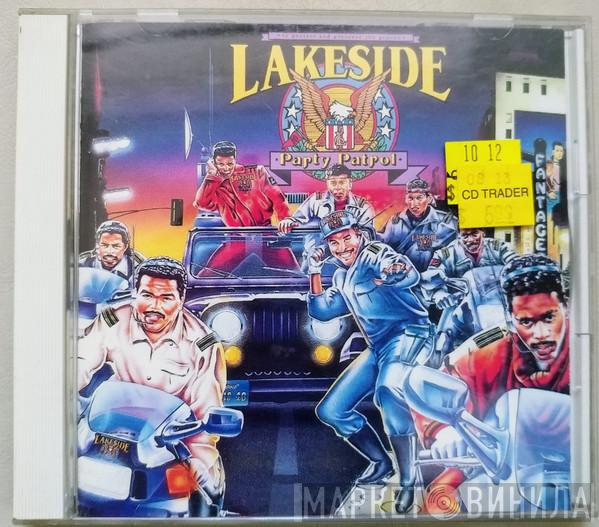 LAKESIDE
Party Patrol
10 12
$ CD TRADER
FANTAGE
LAKESIDE
МАРКЕТ ВИНИЛА